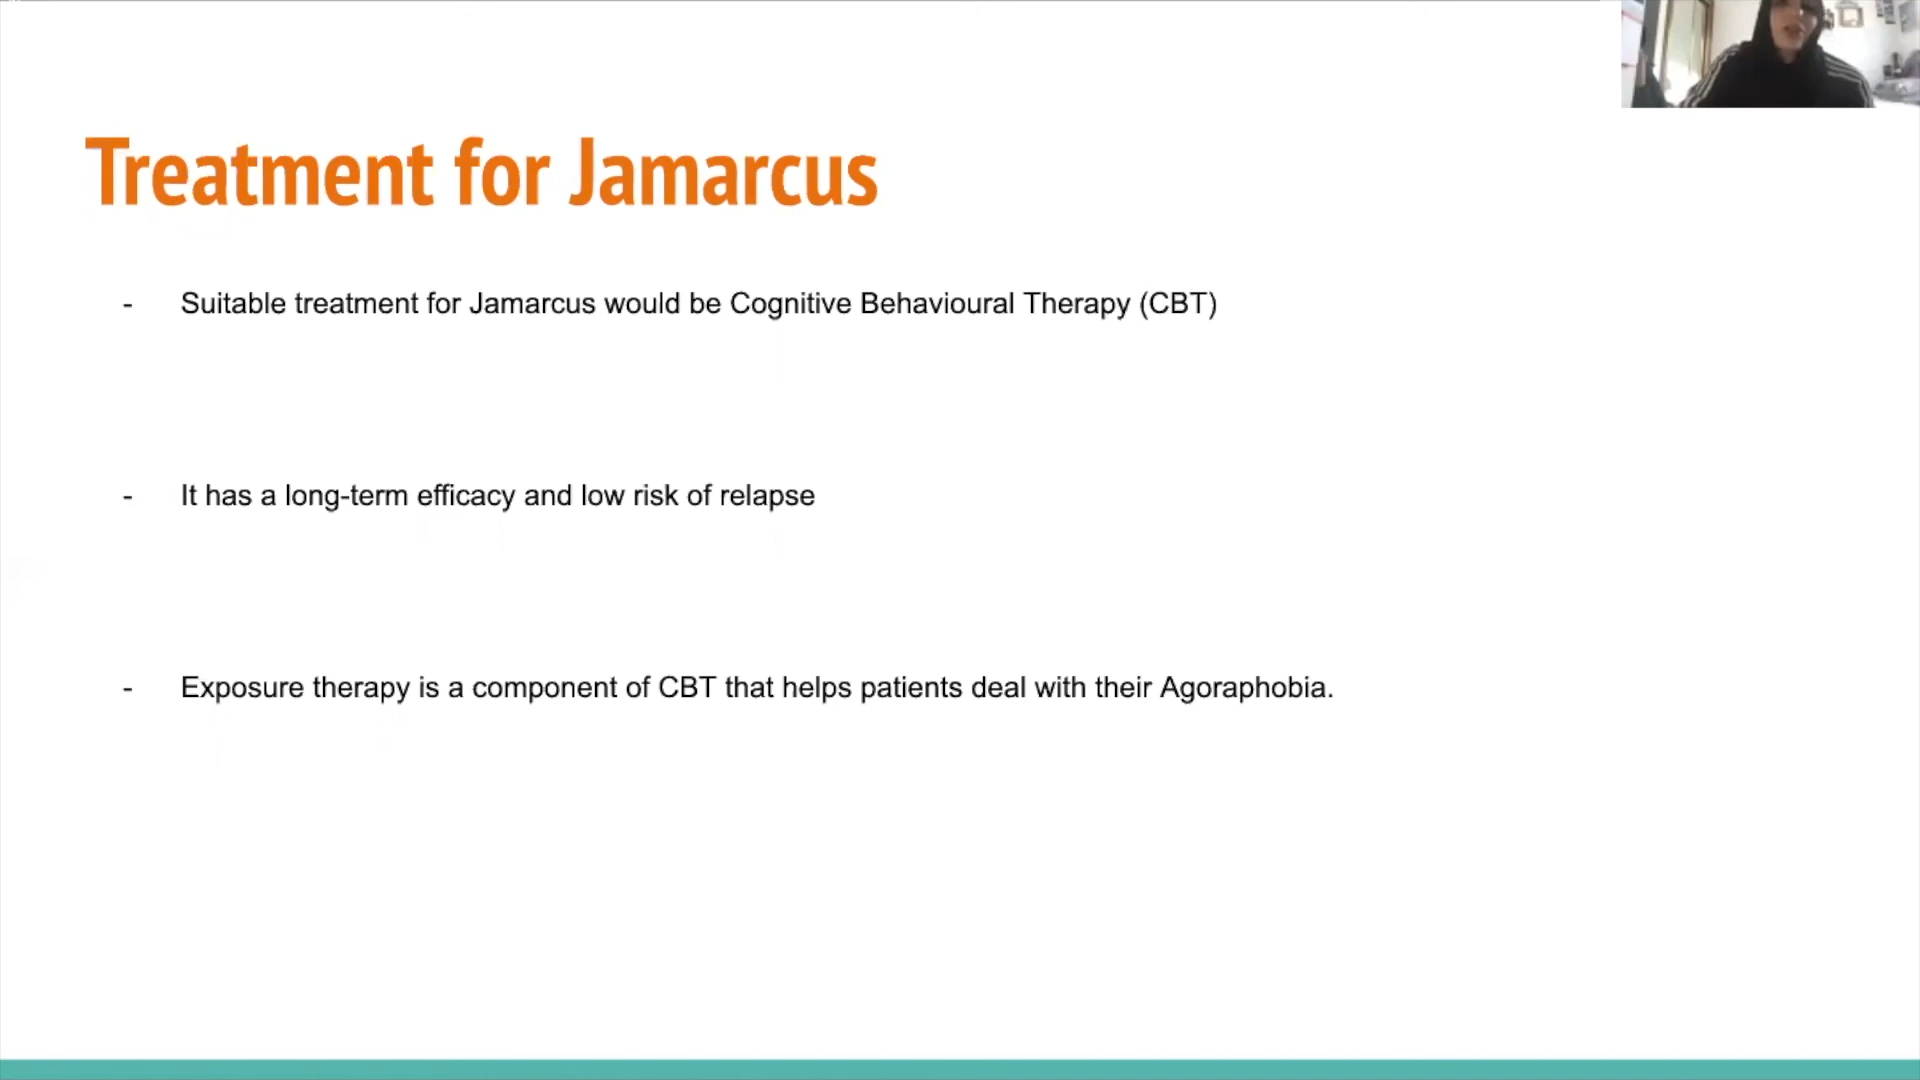 Treatment for Jamarcus
- Suitable treatment for Jamarcus would be Cognitive Behavioural Therapy (CBT)
- It has a long-term efficacy and low risk of relapse
- Exposure therapy is a component of CBT that helps patients deal with their Agoraphobia.